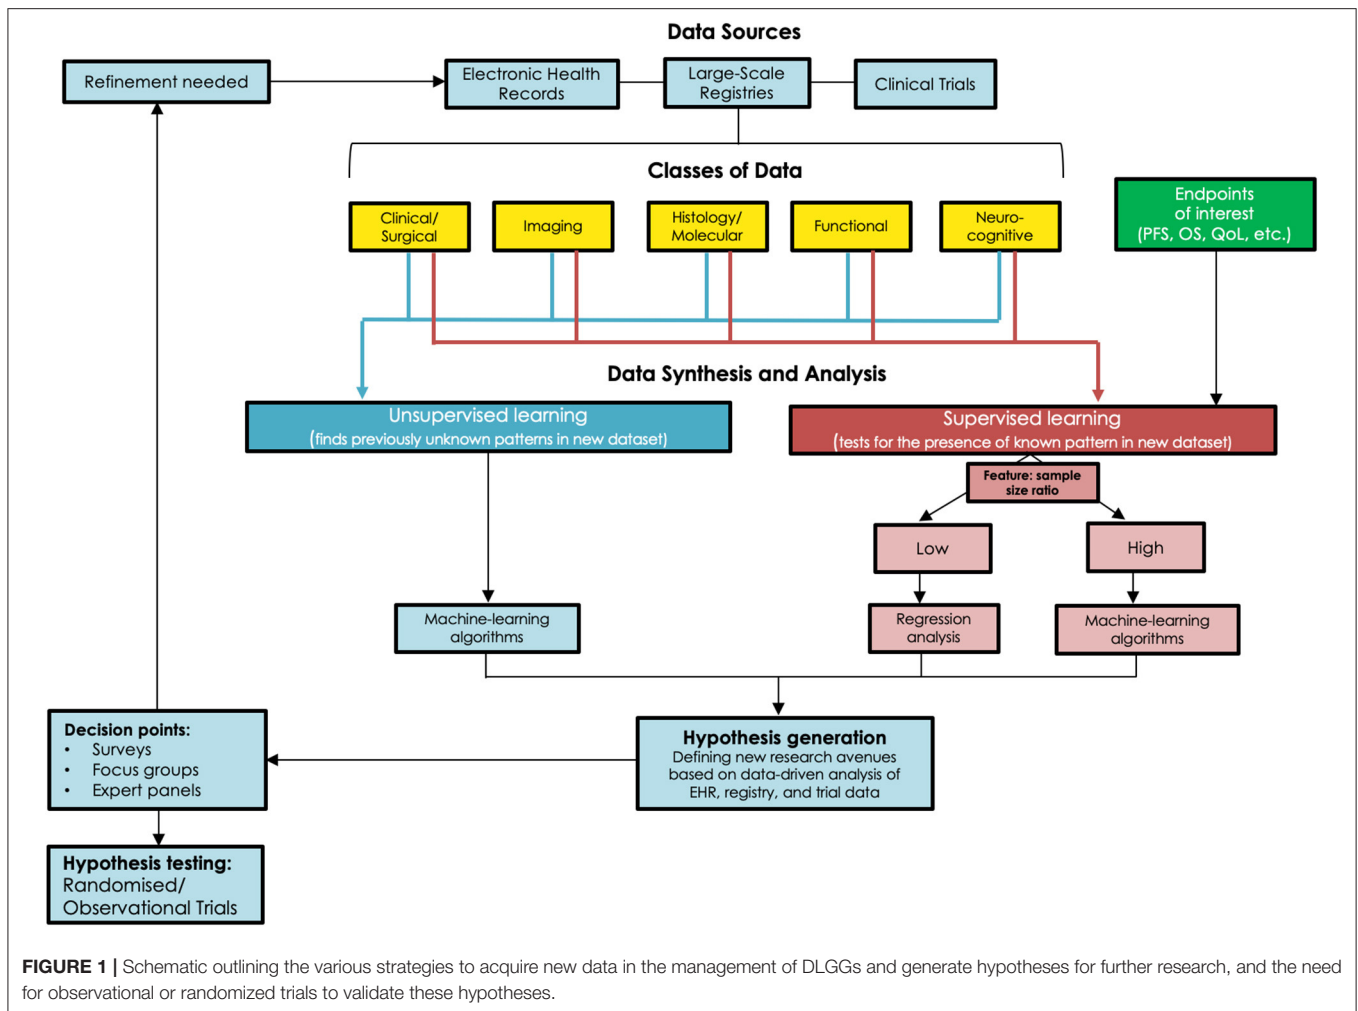 Data Sources
Refinement needed
Electronic Health
Records
Large-Scale
Registries
Clinical Trials
Classes of Data
Clinical/
Surgical
Imaging
Histology/
Molecular
Functional
Neuro-
cognitive
Endpoints
of interest
(PFS, OS, QoL, etc.)
Data Synthesis and Analysis
Unsupervised learning
(finds previously unknown patterns in new dataset)
Supervised learning
(tests for the presence of known pattern in new dataset)
Feature: sample
size ratio
Low
High
Machine-learning
algorithms
Regression
analysis
Machine-learning
algorithms
Hypothesis generation
Defining new research avenues
based on data-driven analysis of
EHR, registry, and trial data
Decision points:
• Surveys
• Focus groups
• Expert panels
Hypothesis testing:
Randomised/
Observational Trials
FIGURE 1 | Schematic outlining the various strategies to acquire new data in the management of DLGGs and generate hypotheses for further research, and the need
for observational or randomized trials to validate these hypotheses.